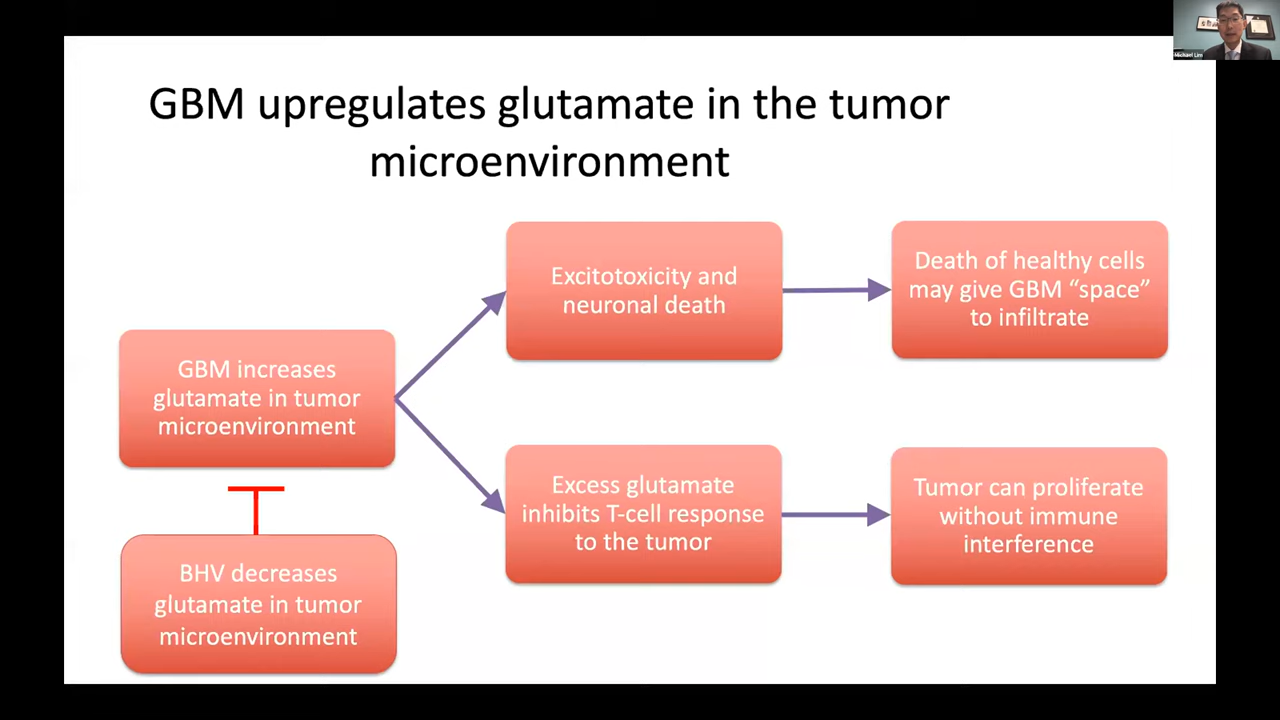 Michael Lim
GBM upregulates glutamate in the tumor
microenvironment
Excitotoxicity and
neuronal death
Death of healthy cells
may give GBM “space”
to infiltrate
GBM increases
glutamate in tumor
microenvironment
Excess glutamate
inhibits T-cell response
to the tumor
Tumor can proliferate
without immune
interference
BHV decreases
glutamate in tumor
microenvironment